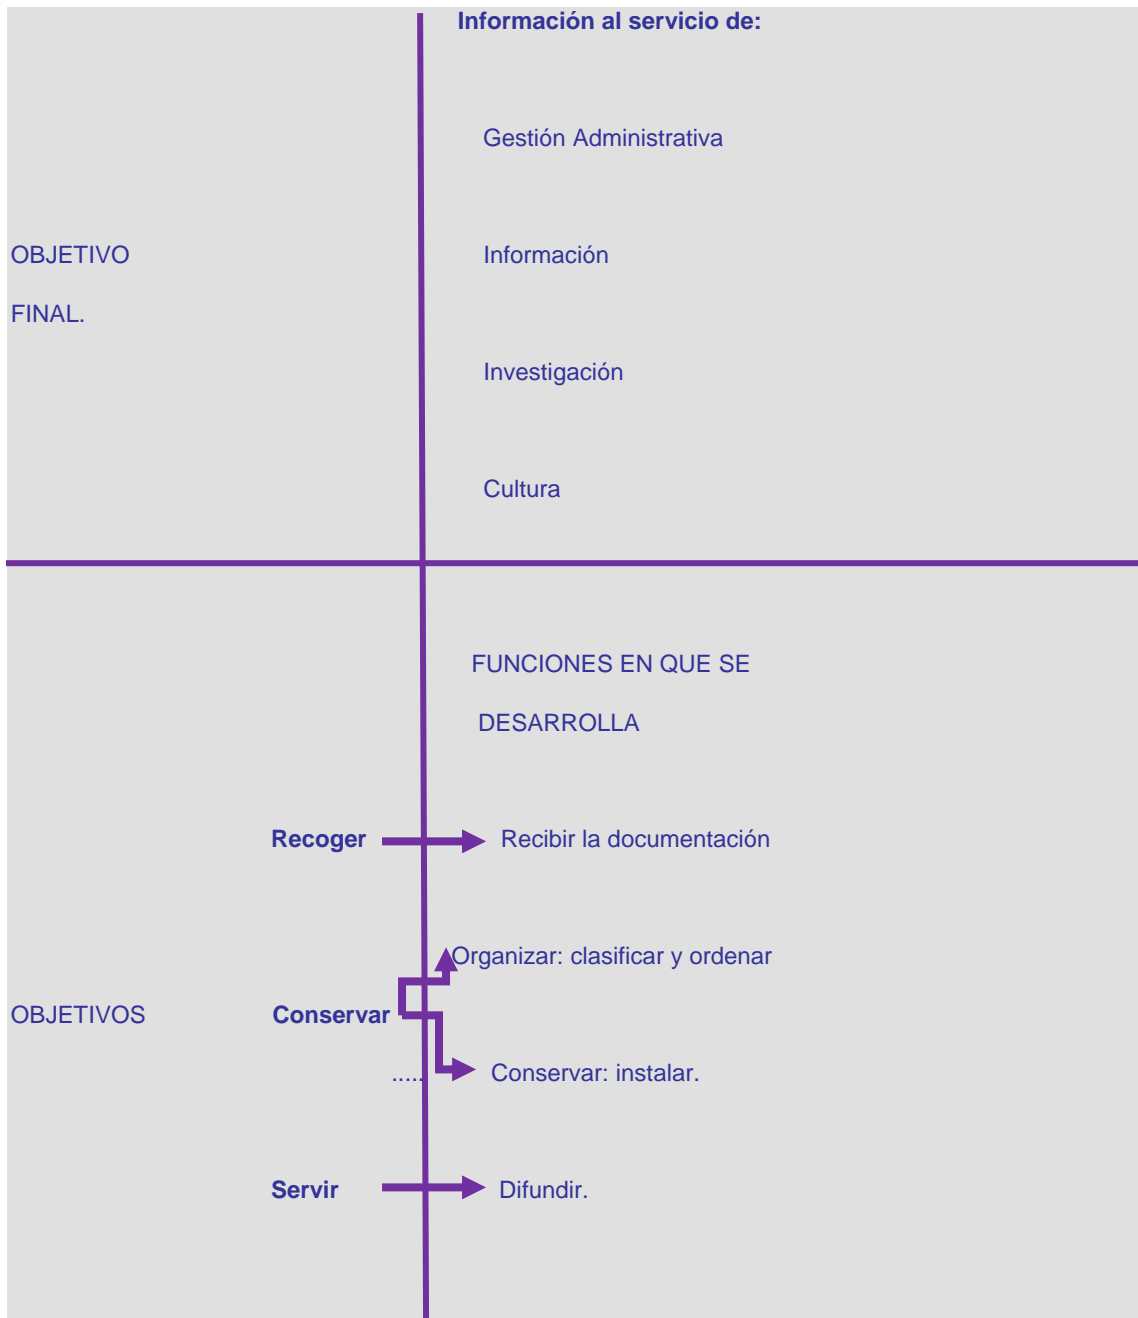 Información al servicio de:
Gestión Administrativa
OBJETIVO Información
FINAL.
Investigación
Cultura
FUNCIONES EN QUE SE
DESARROLLA
Recoger Recibir la documentación
Organizar: clasificar y ordenar
OBJETIVOS Conservar
..... Conservar: instalar.
Servir Difundir.